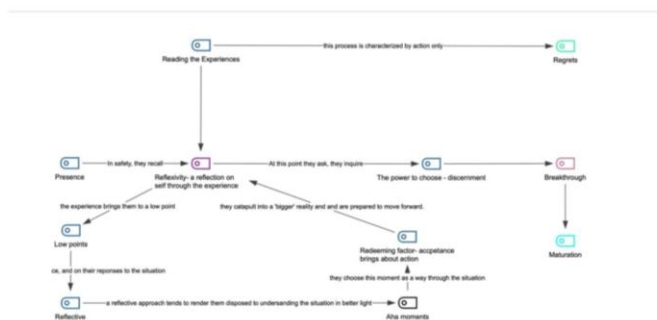 this process is characterized by action only
Reading the Experiences
Regrets
In safety, they recall
At this point they ask, they inquire
Presence
Reflexivity- a reflection on
self through the experience
The power to choose - discernment
Breakthrough
the experience brings them to a low point
they catapult into a 'bigger' reality and and are prepared to move forward.
Low points
Redeeming factor- accpetance
brings about action
Maturation
ce, and on their reponses to the situation
they choose this moment as a way through the situation
a reflective approach tends to render them disposed to undersanding the situation in better light
Reflective
Aha moments